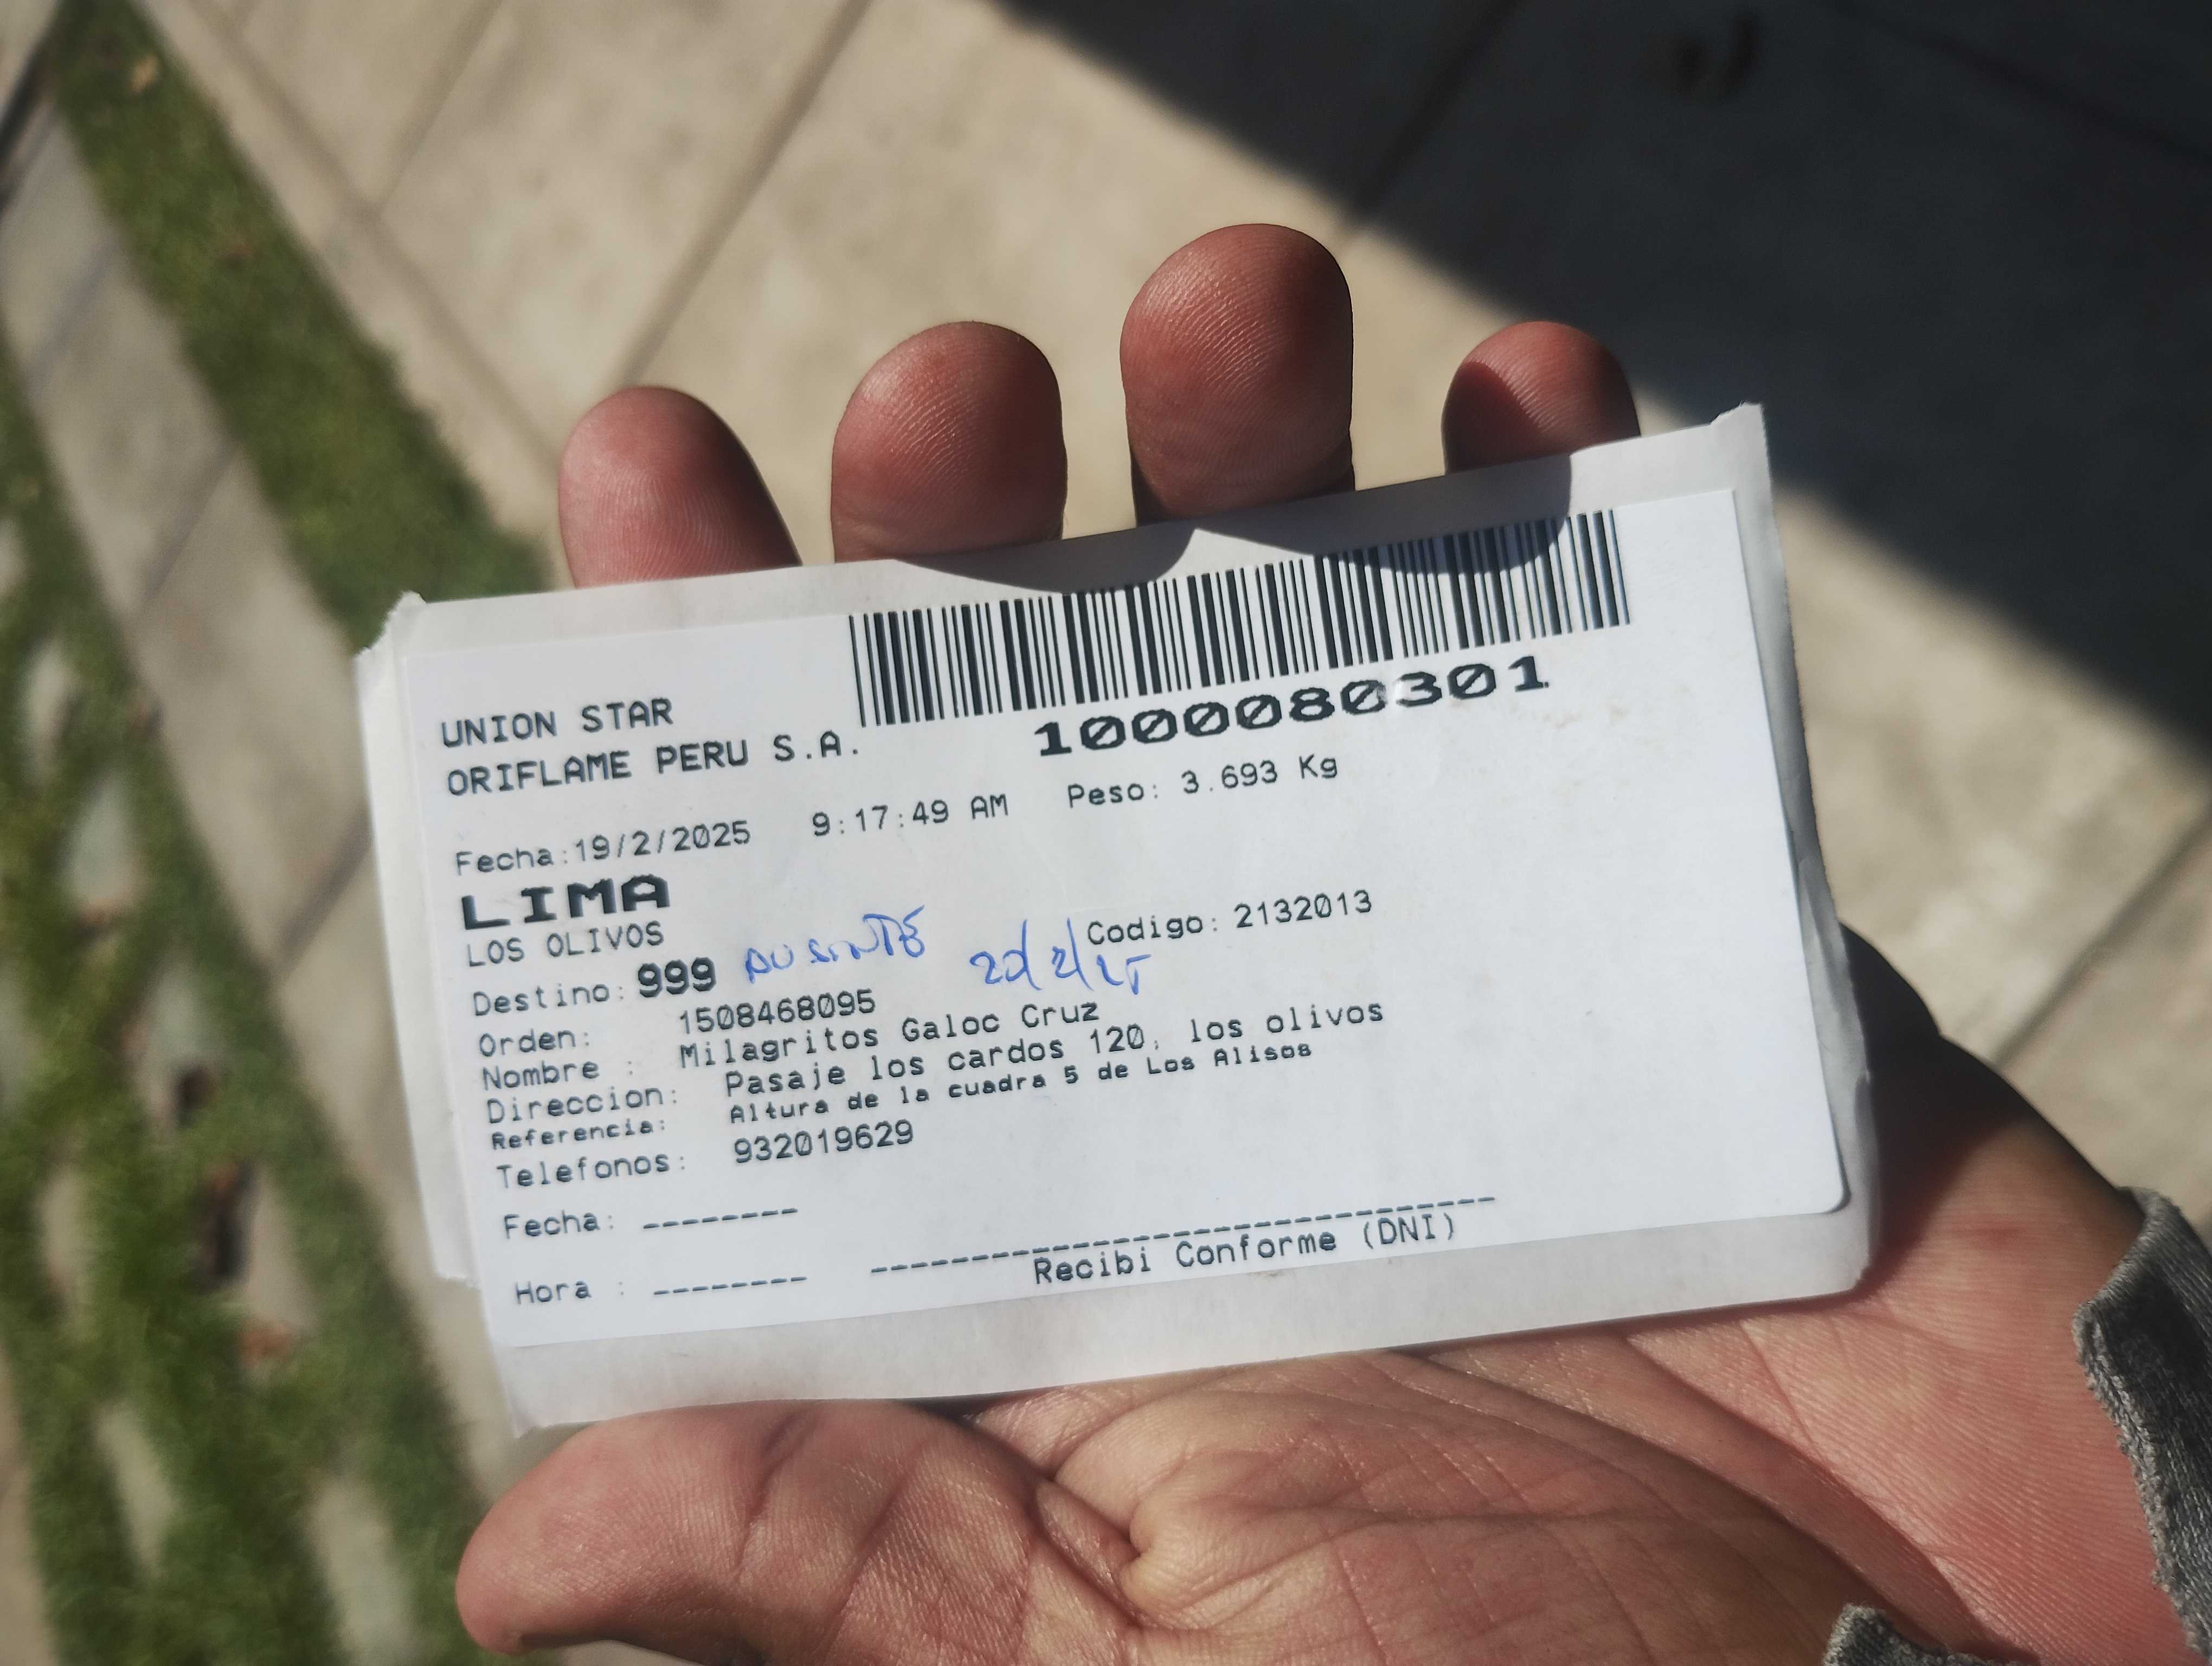 1000080301
UNION STAR
ORIFLAME PERU S.A.
Fecha:19/2/2025 9:17:49 AM Peso: 3.693 Kg
LIMA
LOS OLIVOS
Codigo: 2132013
Destino: 999 AUSENTE 20/2/25
Orden: 1508468095
Nombre : Milagritos Galoc Cruz
Direccion: Pasaje los cardos 120, los olivos
Referencia: Altura de la cuadra 5 de Los Alisos
Telefonos: 932019629
Fecha: --------
Hora : --------
Recibi Conforme (DNI)